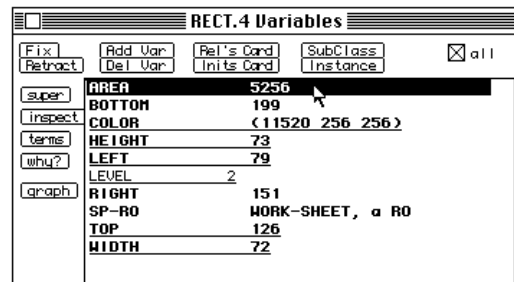 RECT.4 Variables
Fix Add Var Rel's Card SubClass all
Retract Del Var Inits Card Instance
super
inspect
terms
why?
graph
AREA 5256
BOTTOM 199
COLOR (11520 256 256)
HEIGHT 73
LEFT 79
LEVEL 2
RIGHT 151
SP-RO WORK-SHEET, a RO
TOP 126
WIDTH 72